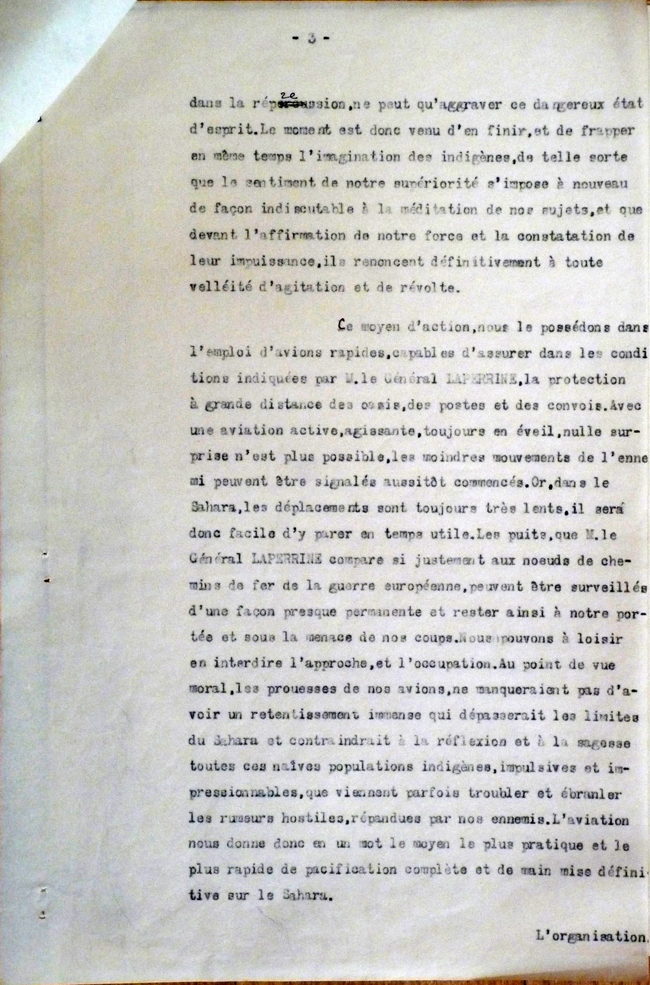 - 3 -
dans la répression,ne peut qu'aggraver ce dangereux état
d'esprit.Le moment est donc venu d'en finir,et de frapper
en même temps l'imagination des indigènes,de telle sorte
que le sentiment de notre supériorité s'impose à nouveau
de façon indiscutable à la méditation de nos sujets,et que
devant l'affirmation de notre force et la constatation de
leur impuissance,ils renoncent définitivement à toute
velléité d'agitation et de révolte.
Ce moyen d'action,nous le possédons dans
l'emploi d'avions rapides,capables d'assurer dans les condi
tions indiquées par M.le Général LAPERRINE,la protection
à grande distance des oasis,des postes et des convois.Avec
une aviation active,agissante,toujours en éveil,nulle sur-
prise n'est plus possible,les moindres mouvements de l'enne
mi peuvent être signalés aussitôt commencés.Or,dans le
Sahara,les déplacements sont toujours très lents,il sera
donc facile d'y parer en temps utile.Les puits,que M.le
Général LAPERRINE compare si justement aux noeuds de che-
mins de fer de la guerre européenne,peuvent être surveillés
d'une façon presque permanente et rester ainsi à notre por-
tée et sous la menace de nos coups.Nous pouvons à loisir
en interdire l'approche,et l'occupation.Au point de vue
moral,les prouesses de nos avions,ne manqueraient pas d'a-
voir un retentissement immense qui dépasserait les limites
du Sahara et contraindrait à la réflexion et à la sagesse
toutes ces naïves populations indigènes,impulsives et im-
pressionnables,que viennent parfois troubler et ébranler
les rumeurs hostiles,répandues par nos ennemis.L'aviation
nous donne donc en un mot le moyen le plus pratique et le
plus rapide de pacification complète et de main mise défini-
tive sur le Sahara.
L'organisation.